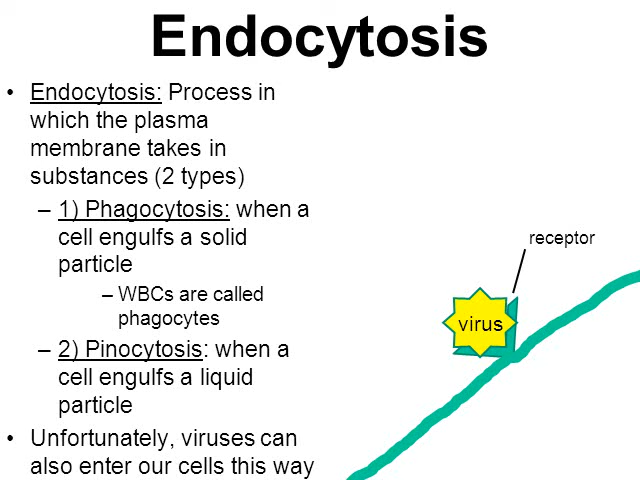 Endocytosis
• Endocytosis: Process in
which the plasma
membrane takes in
substances (2 types)
– 1) Phagocytosis: when a
cell engulfs a solid
particle
– WBCs are called
phagocytes
– 2) Pinocytosis: when a
cell engulfs a liquid
particle
• Unfortunately, viruses can
also enter our cells this way
receptor
virus